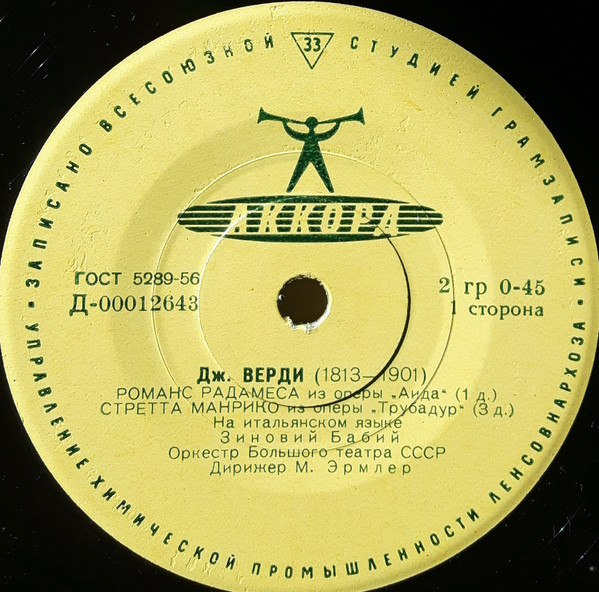 ЗАПИСАНО ВСЕСОЮЗНОЙ 33 СТУДИЕЙ ГРАМЗАПИСИ
АККОРД
ГОСТ 5289-56
Д-00012643
2 гр 0-45
1 сторона
Дж. ВЕРДИ (1813—1901)
РОМАНС РАДАМЕСА из оперы „Аида" (1 д.)
СТРЕТТА МАНРИКО из оперы „Трубадур" (3 д.)
На итальянском языке
Зиновий Бабий
Оркестр Большого театра СССР
Дирижер М. Эрмлер
УПРАВЛЕНИЕ ХИМИЧЕСКОЙ ПРОМЫШЛЕННОСТИ ЛЕНСОВНАРХОЗА